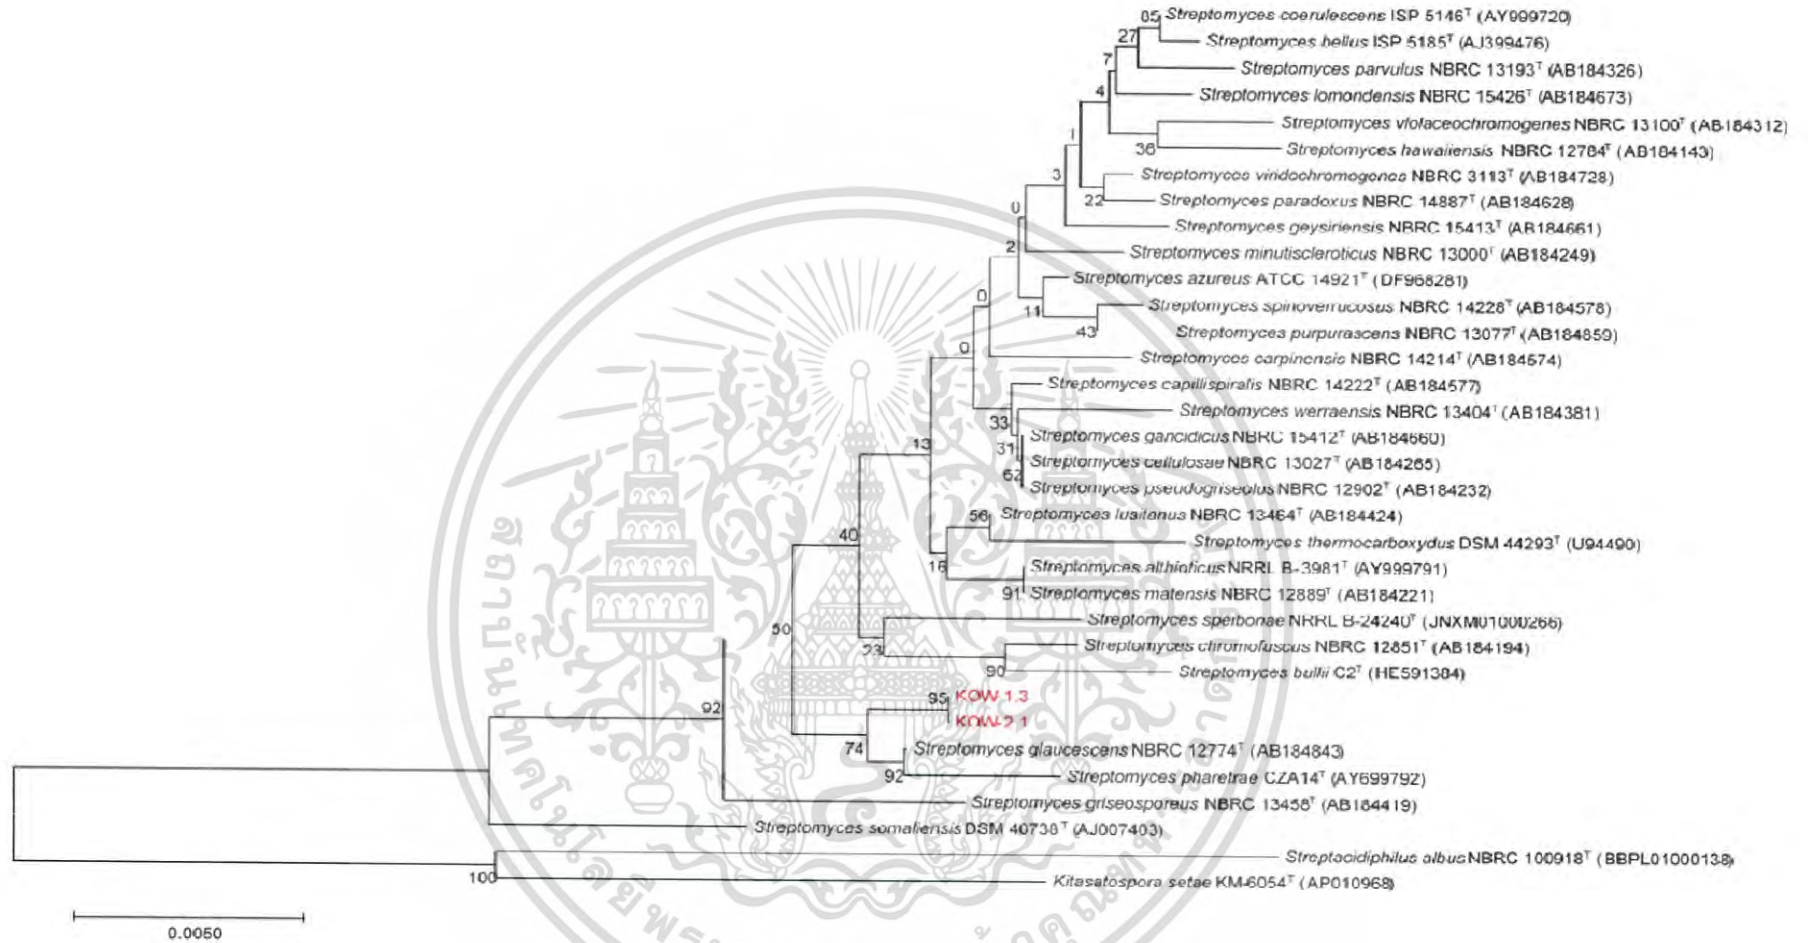 85 Streptomyces coerulescens ISP 5146ᵀ (AY999720)
27 Streptomyces bellus ISP 5185ᵀ (AJ399476)
7 Streptomyces parvulus NBRC 13193ᵀ (AB184326)
4 Streptomyces lomondensis NBRC 15426ᵀ (AB184673)
Streptomyces violaceochromogenes NBRC 13100ᵀ (AB184312)
1 36 Streptomyces hawaiiensis NBRC 12784ᵀ (AB184143)
3 Streptomyces viridochromogenes NBRC 3113ᵀ (AB184728)
22 Streptomyces paradoxus NBRC 14887ᵀ (AB184628)
0 Streptomyces geysiriensis NBRC 15413ᵀ (AB184661)
2 Streptomyces minutiscleroticus NBRC 13000ᵀ (AB184249)
Streptomyces azureus ATCC 14921ᵀ (DF968281)
0 11 Streptomyces spinoverrucosus NBRC 14228ᵀ (AB184578)
43 Streptomyces purpurascens NBRC 13077ᵀ (AB184859)
0 Streptomyces carpinensis NBRC 14214ᵀ (AB184574)
Streptomyces capillispiralis NBRC 14222ᵀ (AB184577)
33 Streptomyces werraensis NBRC 13404ᵀ (AB184381)
13 31 Streptomyces gancidicus NBRC 15412ᵀ (AB184660)
62 Streptomyces cellulosae NBRC 13027ᵀ (AB184265)
Streptomyces pseudogriseolus NBRC 12902ᵀ (AB184232)
56 Streptomyces lusitanus NBRC 13464ᵀ (AB184424)
40 Streptomyces thermocarboxydus DSM 44293ᵀ (U94490)
16 Streptomyces althioticus NRRL B-3981ᵀ (AY999791)
91 Streptomyces matensis NBRC 12889ᵀ (AB184221)
50 Streptomyces sperbonae NRRL B-24240ᵀ (JNXM01000266)
23 Streptomyces chromofuscus NBRC 12851ᵀ (AB184194)
90 Streptomyces bullii C2ᵀ (HE591384)
92 95 KOW-1.3
KOW-2.1
74 Streptomyces glaucescens NBRC 12774ᵀ (AB184843)
92 Streptomyces pharetrae CZA14ᵀ (AY699792)
Streptomyces griseosporeus NBRC 13458ᵀ (AB184419)
Streptomyces somaliensis DSM 40738ᵀ (AJ007403)
Streptacidiphilus albus NBRC 100918ᵀ (BBPL01000138)
100 Kitasatospora setae KM-6054ᵀ (AP010968)
0.0050